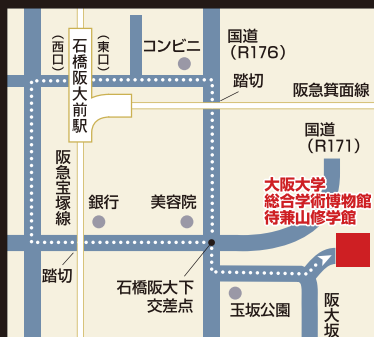 国道
（R176）
コンビニ
（西口）
石橋阪大前駅
（東口）
踏切
阪急箕面線
国道
（R171）
阪急宝塚線
大阪大学
総合学術博物館
待兼山修学館
銀行
美容院
踏切
石橋阪大下
交差点
玉坂公園
阪大坂